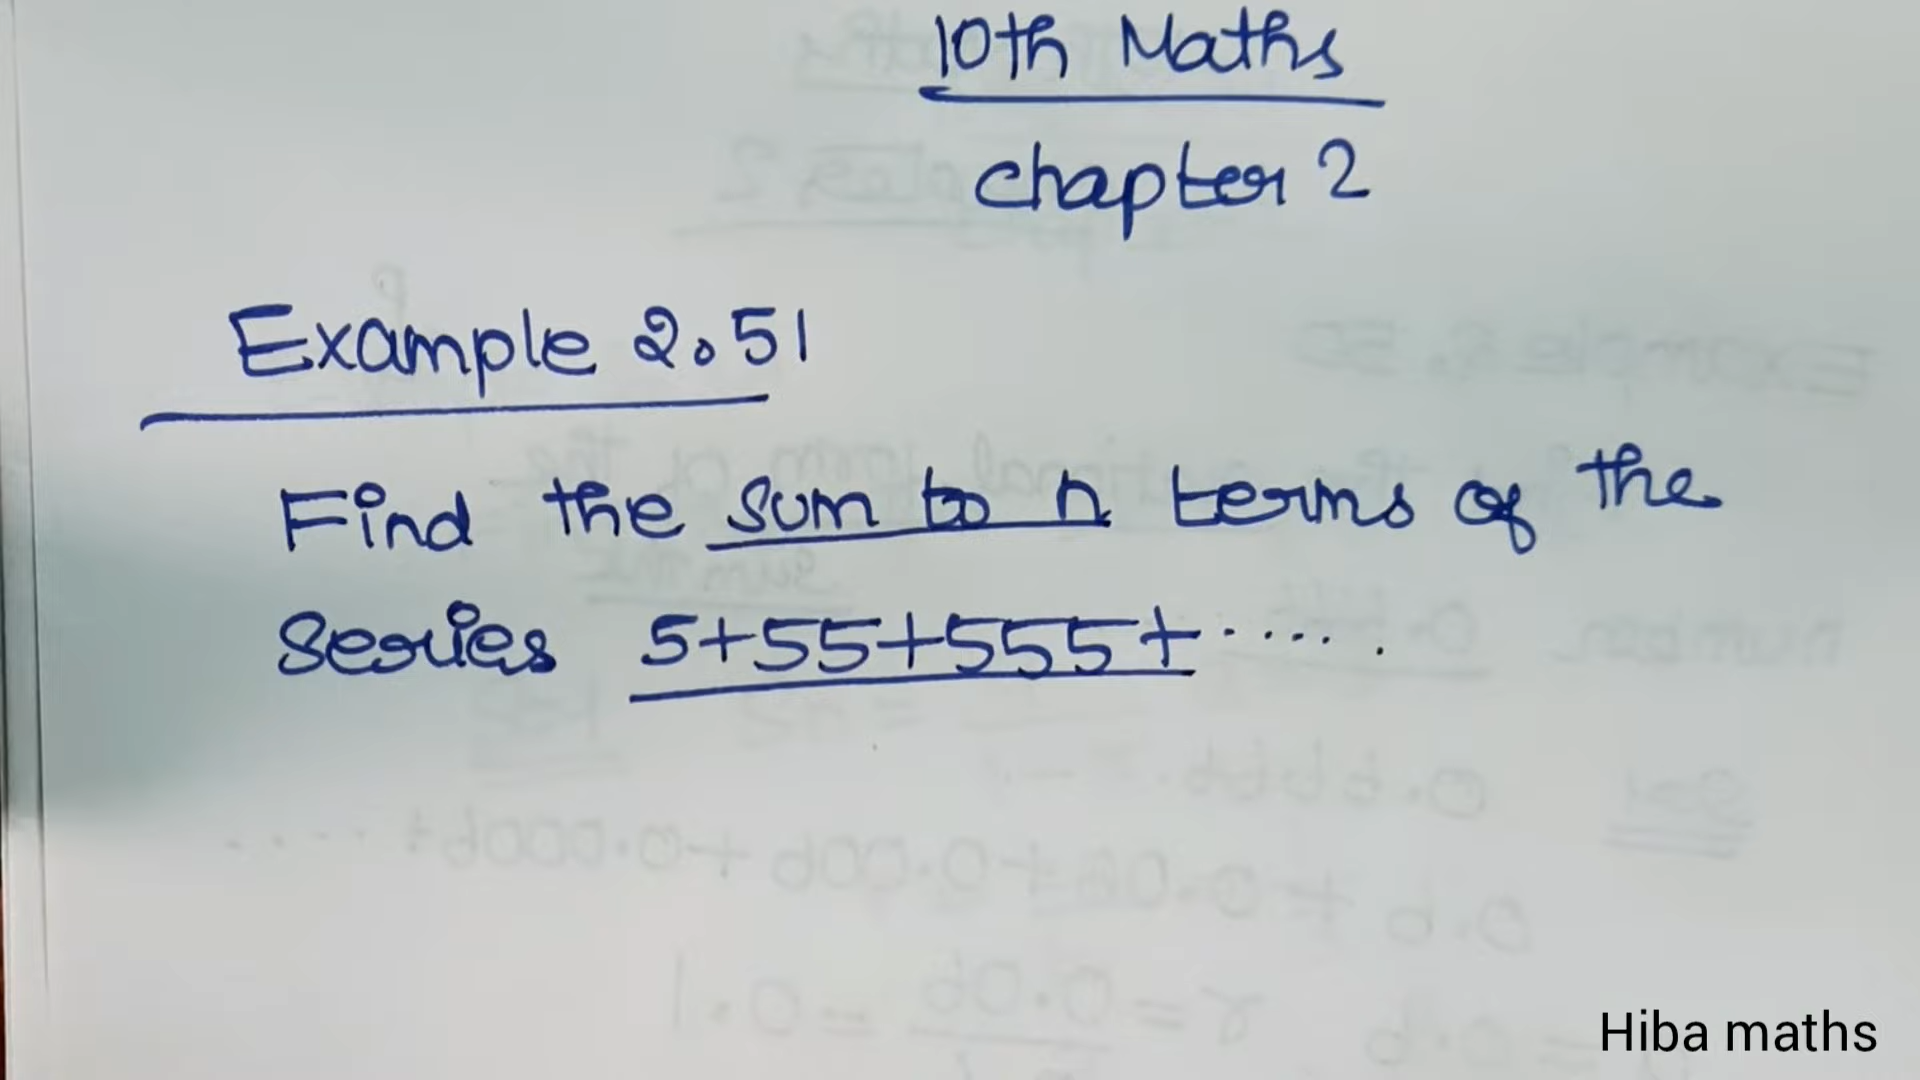 10th Maths
chapter 2
Example 2.51
Find the sum to n terms of the
series 5+55+555+.....
Hiba maths